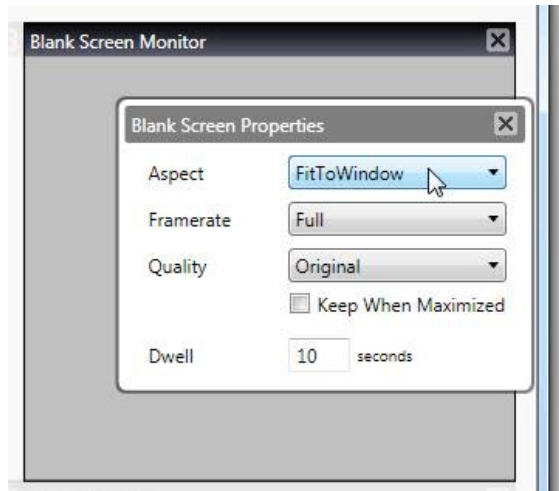 Blank Screen Monitor
Blank Screen Properties
Aspect FitToWindow
Framerate Full
Quality Original
Keep When Maximized
Dwell 10 seconds